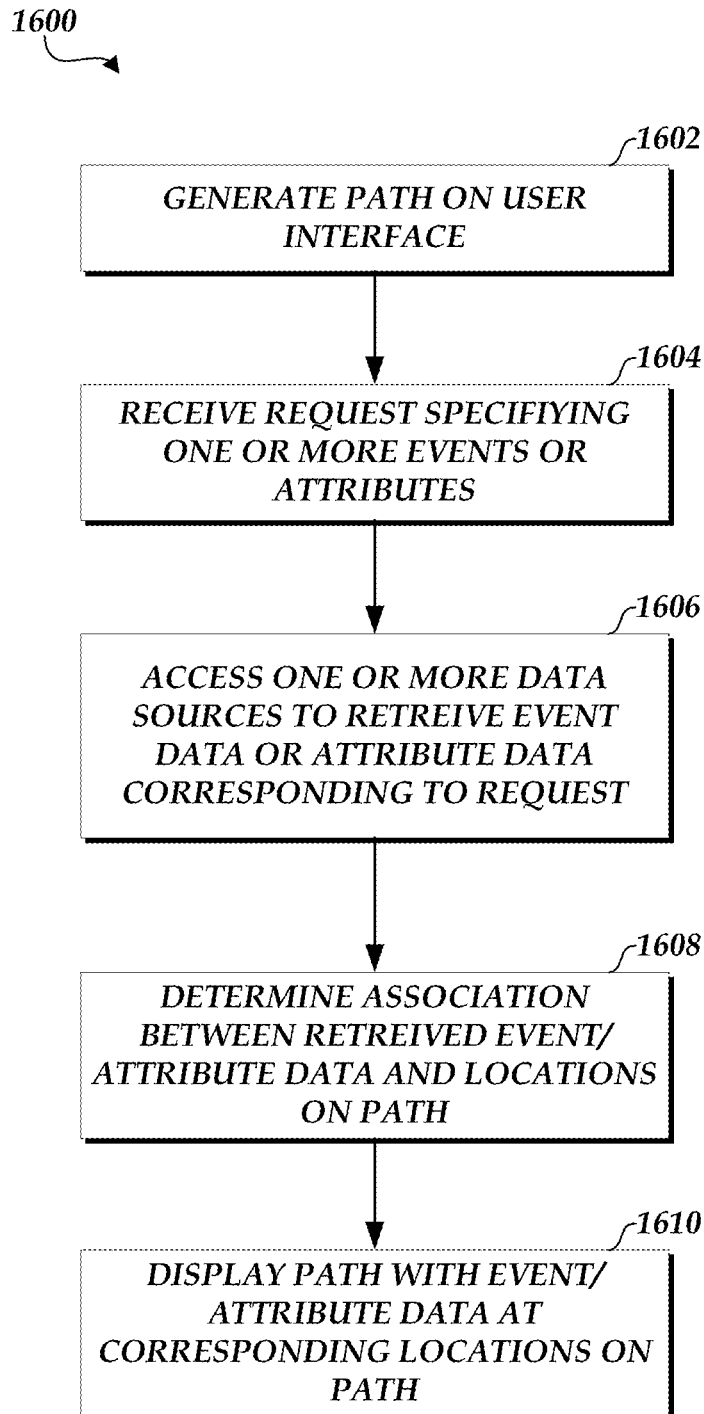 1600
1602
GENERATE PATH ON USER
INTERFACE
1604
RECEIVE REQUEST SPECIFIYING
ONE OR MORE EVENTS OR
ATTRIBUTES
1606
ACCESS ONE OR MORE DATA
SOURCES TO RETREIVE EVENT
DATA OR ATTRIBUTE DATA
CORRESPONDING TO REQUEST
1608
DETERMINE ASSOCIATION
BETWEEN RETREIVED EVENT/
ATTRIBUTE DATA AND LOCATIONS
ON PATH
1610
DISPLAY PATH WITH EVENT/
ATTRIBUTE DATA AT
CORRESPONDING LOCATIONS ON
PATH